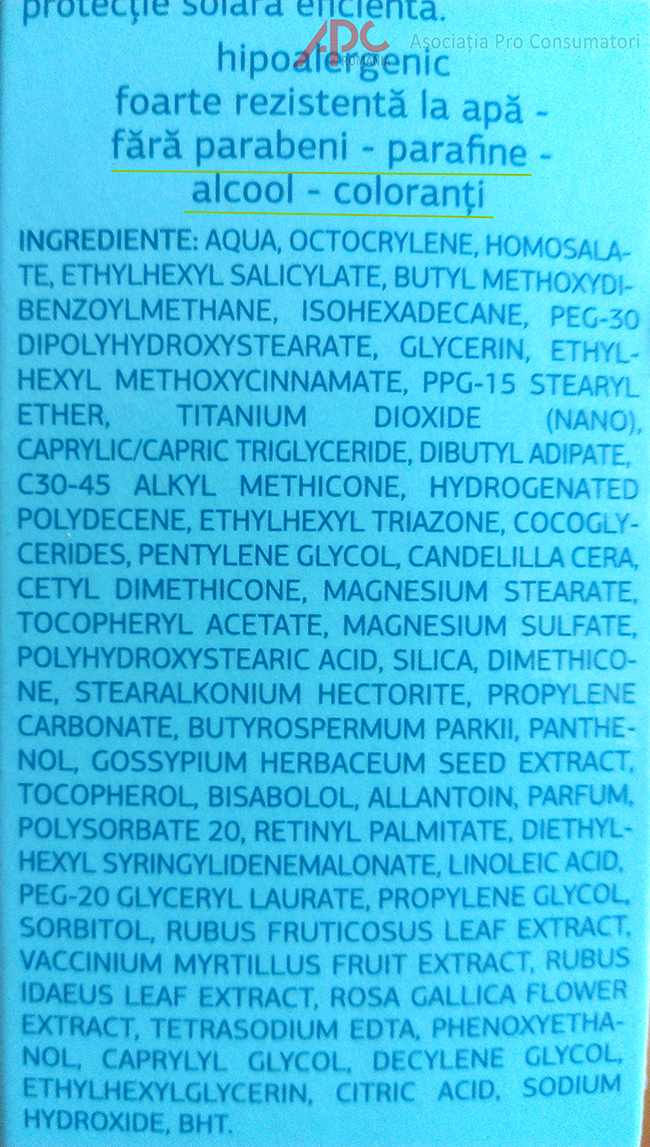 protecție solară eficientă.
APC
ROMANIA
Asociația Pro Consumatori
hipoalergenic
foarte rezistentă la apă -
fără parabeni - parafine -
alcool - coloranți
INGREDIENTE: AQUA, OCTOCRYLENE, HOMOSALA-
TE, ETHYLHEXYL SALICYLATE, BUTYL METHOXYDI-
BENZOYLMETHANE, ISOHEXADECANE, PEG-30
DIPOLYHYDROXYSTEARATE, GLYCERIN, ETHYL-
HEXYL METHOXYCINNAMATE, PPG-15 STEARYL
ETHER, TITANIUM DIOXIDE (NANO),
CAPRYLIC/CAPRIC TRIGLYCERIDE, DIBUTYL ADIPATE,
C30-45 ALKYL METHICONE, HYDROGENATED
POLYDECENE, ETHYLHEXYL TRIAZONE, COCOGLY-
CERIDES, PENTYLENE GLYCOL, CANDELILLA CERA,
CETYL DIMETHICONE, MAGNESIUM STEARATE,
TOCOPHERYL ACETATE, MAGNESIUM SULFATE,
POLYHYDROXYSTEARIC ACID, SILICA, DIMETHICO-
NE, STEARALKONIUM HECTORITE, PROPYLENE
CARBONATE, BUTYROSPERMUM PARKII, PANTHE-
NOL, GOSSYPIUM HERBACEUM SEED EXTRACT,
TOCOPHEROL, BISABOLOL, ALLANTOIN, PARFUM,
POLYSORBATE 20, RETINYL PALMITATE, DIETHYL-
HEXYL SYRINGYLIDENEMALONATE, LINOLEIC ACID,
PEG-20 GLYCERYL LAURATE, PROPYLENE GLYCOL,
SORBITOL, RUBUS FRUTICOSUS LEAF EXTRACT,
VACCINIUM MYRTILLUS FRUIT EXTRACT, RUBUS
IDAEUS LEAF EXTRACT, ROSA GALLICA FLOWER
EXTRACT, TETRASODIUM EDTA, PHENOXYETHA-
NOL, CAPRYLYL GLYCOL, DECYLENE GLYCOL,
ETHYLHEXYLGLYCERIN, CITRIC ACID, SODIUM
HYDROXIDE, BHT.